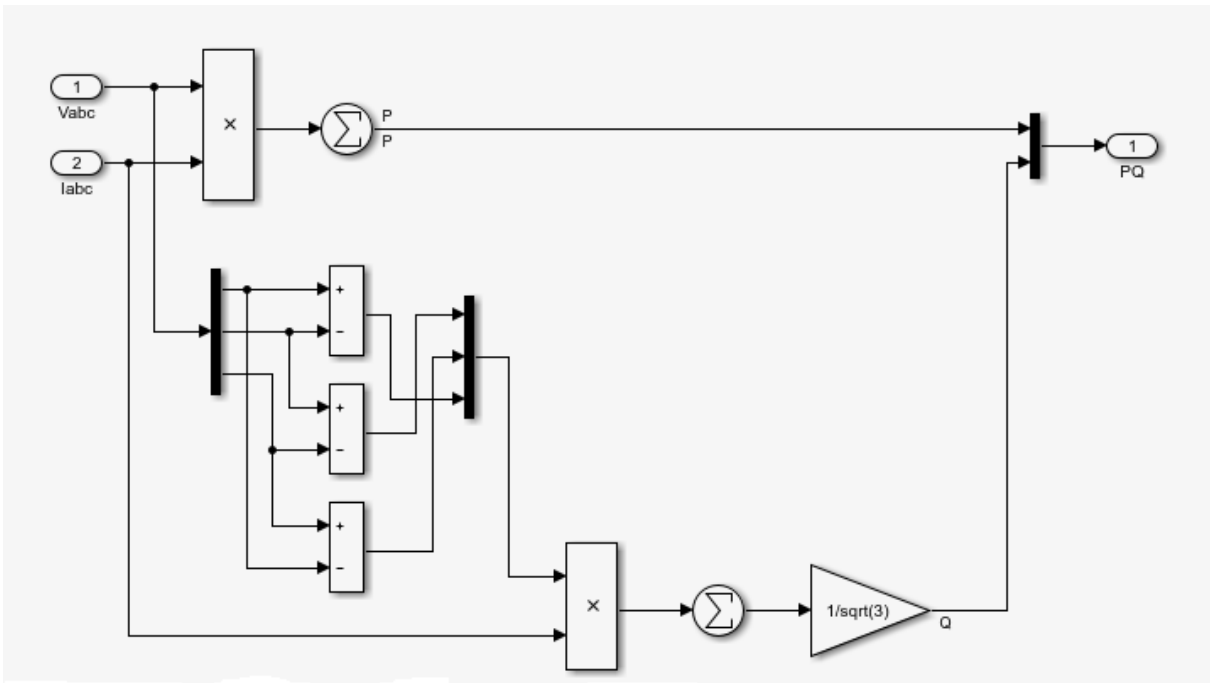 1
Vabc
2
Iabc
×
Σ
P
P
1
PQ
+
−
+
−
+
−
×
Σ
1/sqrt(3)
Q